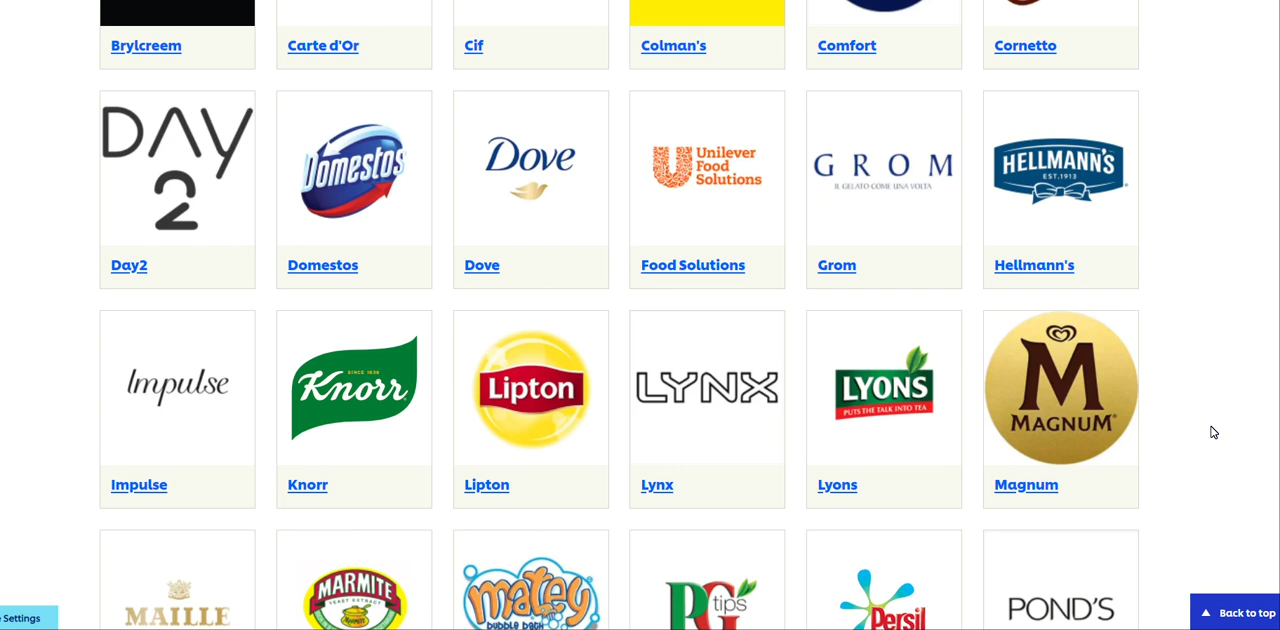 Brylcreem
Carte d'Or
Cif
Colman's
Comfort
Cornetto
DAY
2
Domestos
Dove
Unilever
Food
Solutions
GROM
IL GELATO COME UNA VOLTA
HELLMANN'S
EST.1913
Day2
Domestos
Dove
Food Solutions
Grom
Hellmann's
Impulse
SINCE 1838
Knorr
Lipton
LYNX
LYONS
PUTS THE TALK INTO TEA
M
MAGNUM
Impulse
Knorr
Lipton
Lynx
Lyons
Magnum
MAILLE
MARMITE
YEAST EXTRACT
MARMITE
matey
bubble bath
PG
tips
Persil
POND'S
Settings
Back to top